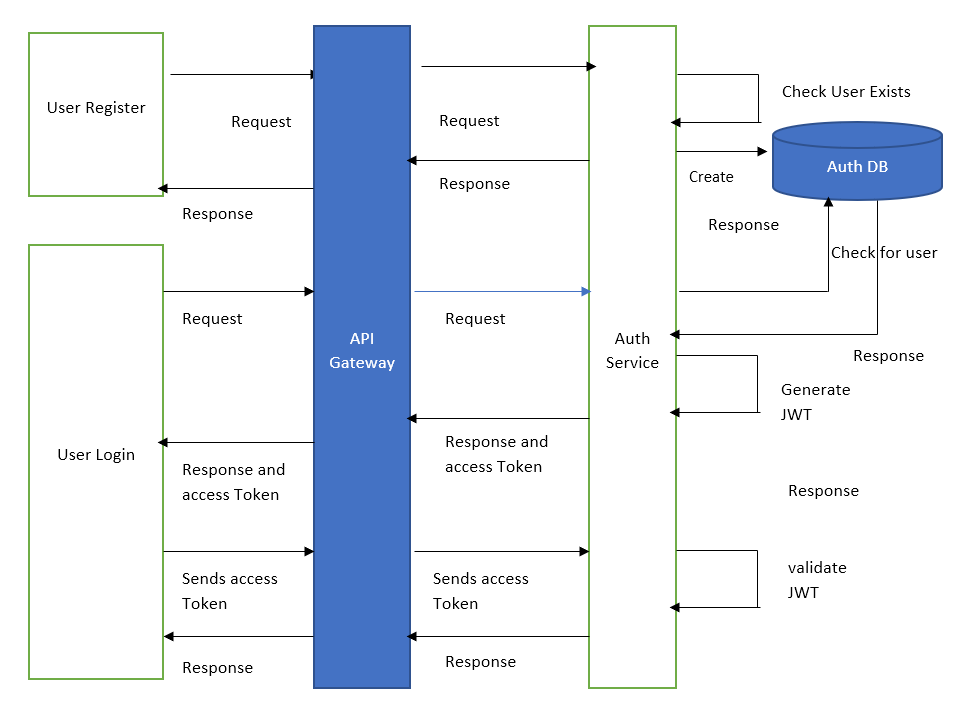 User Register
Request
Request
Check User Exists
Auth DB
Create
Response
Response
Response
Check for user
Request
Request
API
Gateway
Auth
Service
Response
Generate
JWT
User Login
Response and
access Token
Response and
access Token
Response
Sends access
Token
Sends access
Token
validate
JWT
Response
Response